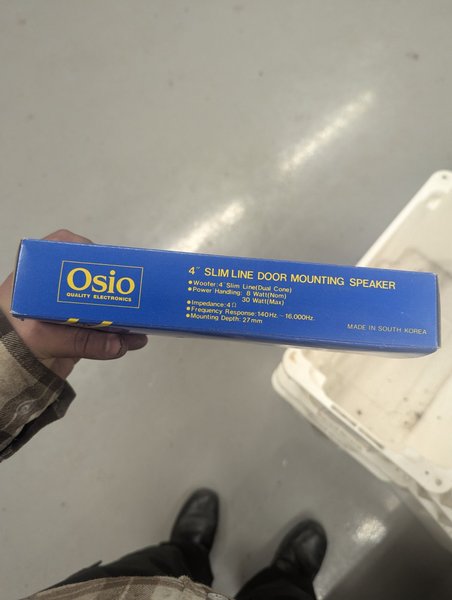 Osio
QUALITY ELECTRONICS
4" SLIM LINE DOOR MOUNTING SPEAKER
●Woofer: 4 Slim Line(Dual Cone)
●Power Handling: 8 Watt(Nom)
30 Watt(Max)
●Impedance: 4Ω
●Frequency Response: 140Hz ~ 16.000Hz.
●Mounting Depth: 27mm
MADE IN SOUTH KOREA